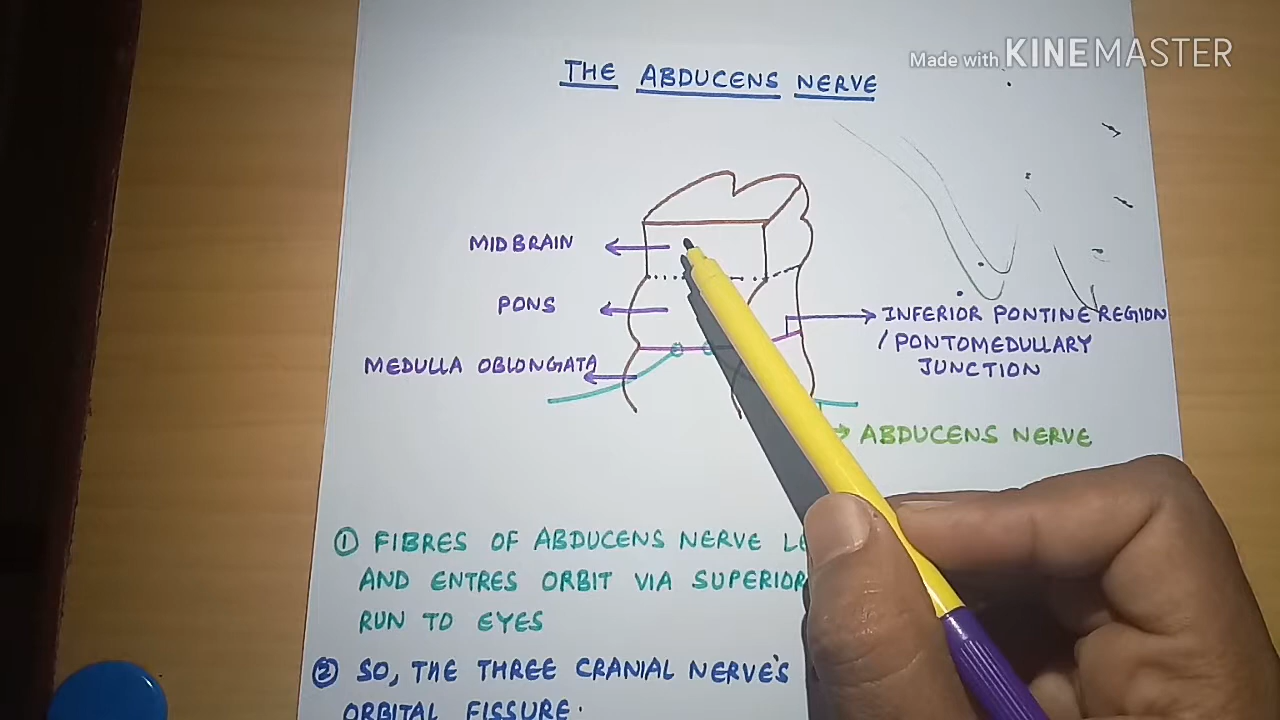 Made with KINEMASTER
THE ABDUCENS NERVE
MIDBRAIN
PONS
MEDULLA OBLONGATA
INFERIOR PONTINE REGION
/ PONTOMEDULLARY
JUNCTION
ABDUCENS NERVE
① FIBRES OF ABDUCENS NERVE
AND ENTRES ORBIT VIA SUPERIOR
RUN TO EYES
② SO, THE THREE CRANIAL NERVE'S
ORBITAL FISSURE.